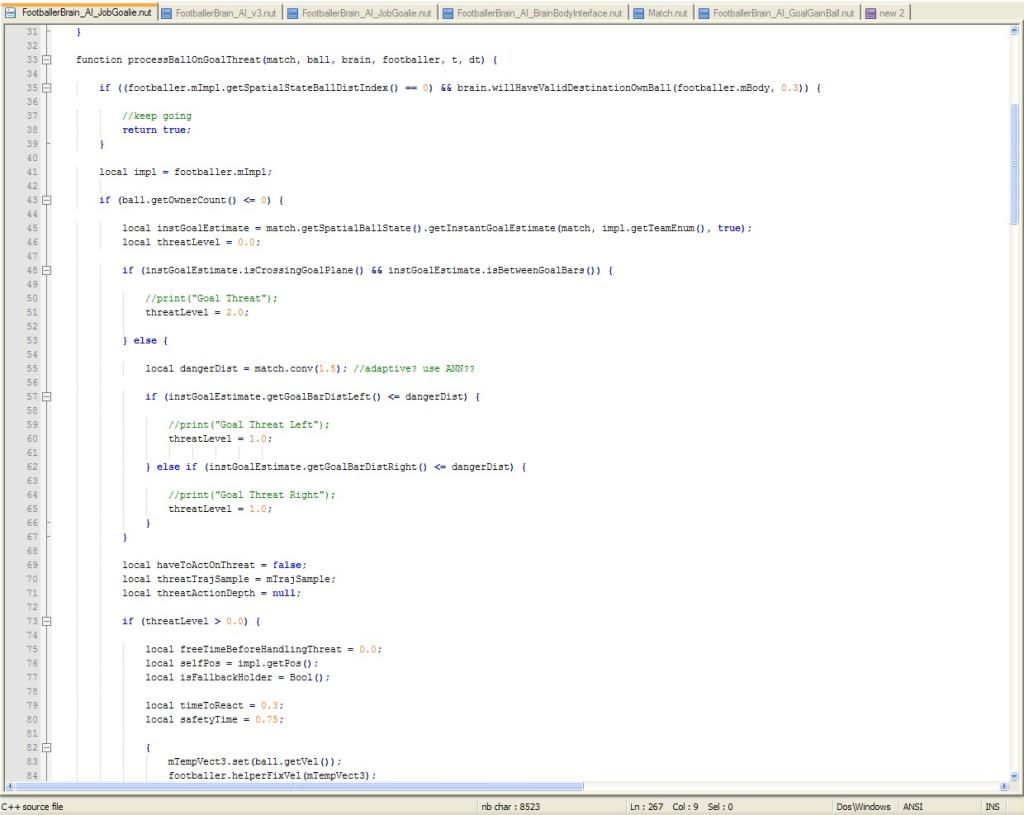 FootballerBrain_AI_JobGoalie.nut FootballerBrain_AI_v3.nut FootballerBrain_AI_JobGoalie.nut FootballerBrain_AI_BrainBodyInterface.nut Match.nut FootballerBrain_AI_GoalGainBall.nut new 2
31 }
32
33 function processBallOnGoalThreat(match, ball, brain, footballer, t, dt) {
34
35 if ((footballer.mImpl.getSpatialStateBallDistIndex() == 0) && brain.willHaveValidDestinationOwnBall(footballer.mBody, 0.3)) {
36
37 //keep going
38 return true;
39 }
40
41 local impl = footballer.mImpl;
42
43 if (ball.getOwnerCount() <= 0) {
44
45 local instGoalEstimate = match.getSpatialBallState().getInstantGoalEstimate(match, impl.getTeamEnum(), true);
46 local threatLevel = 0.0;
47
48 if (instGoalEstimate.isCrossingGoalPlane() && instGoalEstimate.isBetweenGoalBars()) {
49
50 //print("Goal Threat");
51 threatLevel = 2.0;
52
53 } else {
54
55 local dangerDist = match.conv(1.5); //adaptive? use ANN??
56
57 if (instGoalEstimate.getGoalBarDistLeft() <= dangerDist) {
58
59 //print("Goal Threat Left");
60 threatLevel = 1.0;
61
62 } else if (instGoalEstimate.getGoalBarDistRight() <= dangerDist) {
63
64 //print("Goal Threat Right");
65 threatLevel = 1.0;
66 }
67 }
68
69 local haveToActOnThreat = false;
70 local threatTrajSample = mTrajSample;
71 local threatActionDepth = null;
72
73 if (threatLevel > 0.0) {
74
75 local freeTimeBeforeHandlingThreat = 0.0;
76 local selfPos = impl.getPos();
77 local isFallbackHolder = Bool();
78
79 local timeToReact = 0.3;
80 local safetyTime = 0.75;
81
82 {
83 mTempVect3.set(ball.getVel());
84 footballer.helperFixVel(mTempVect3);
C++ source file nb char : 8523 Ln : 267 Col : 9 Sel : 0 Dos\Windows ANSI INS